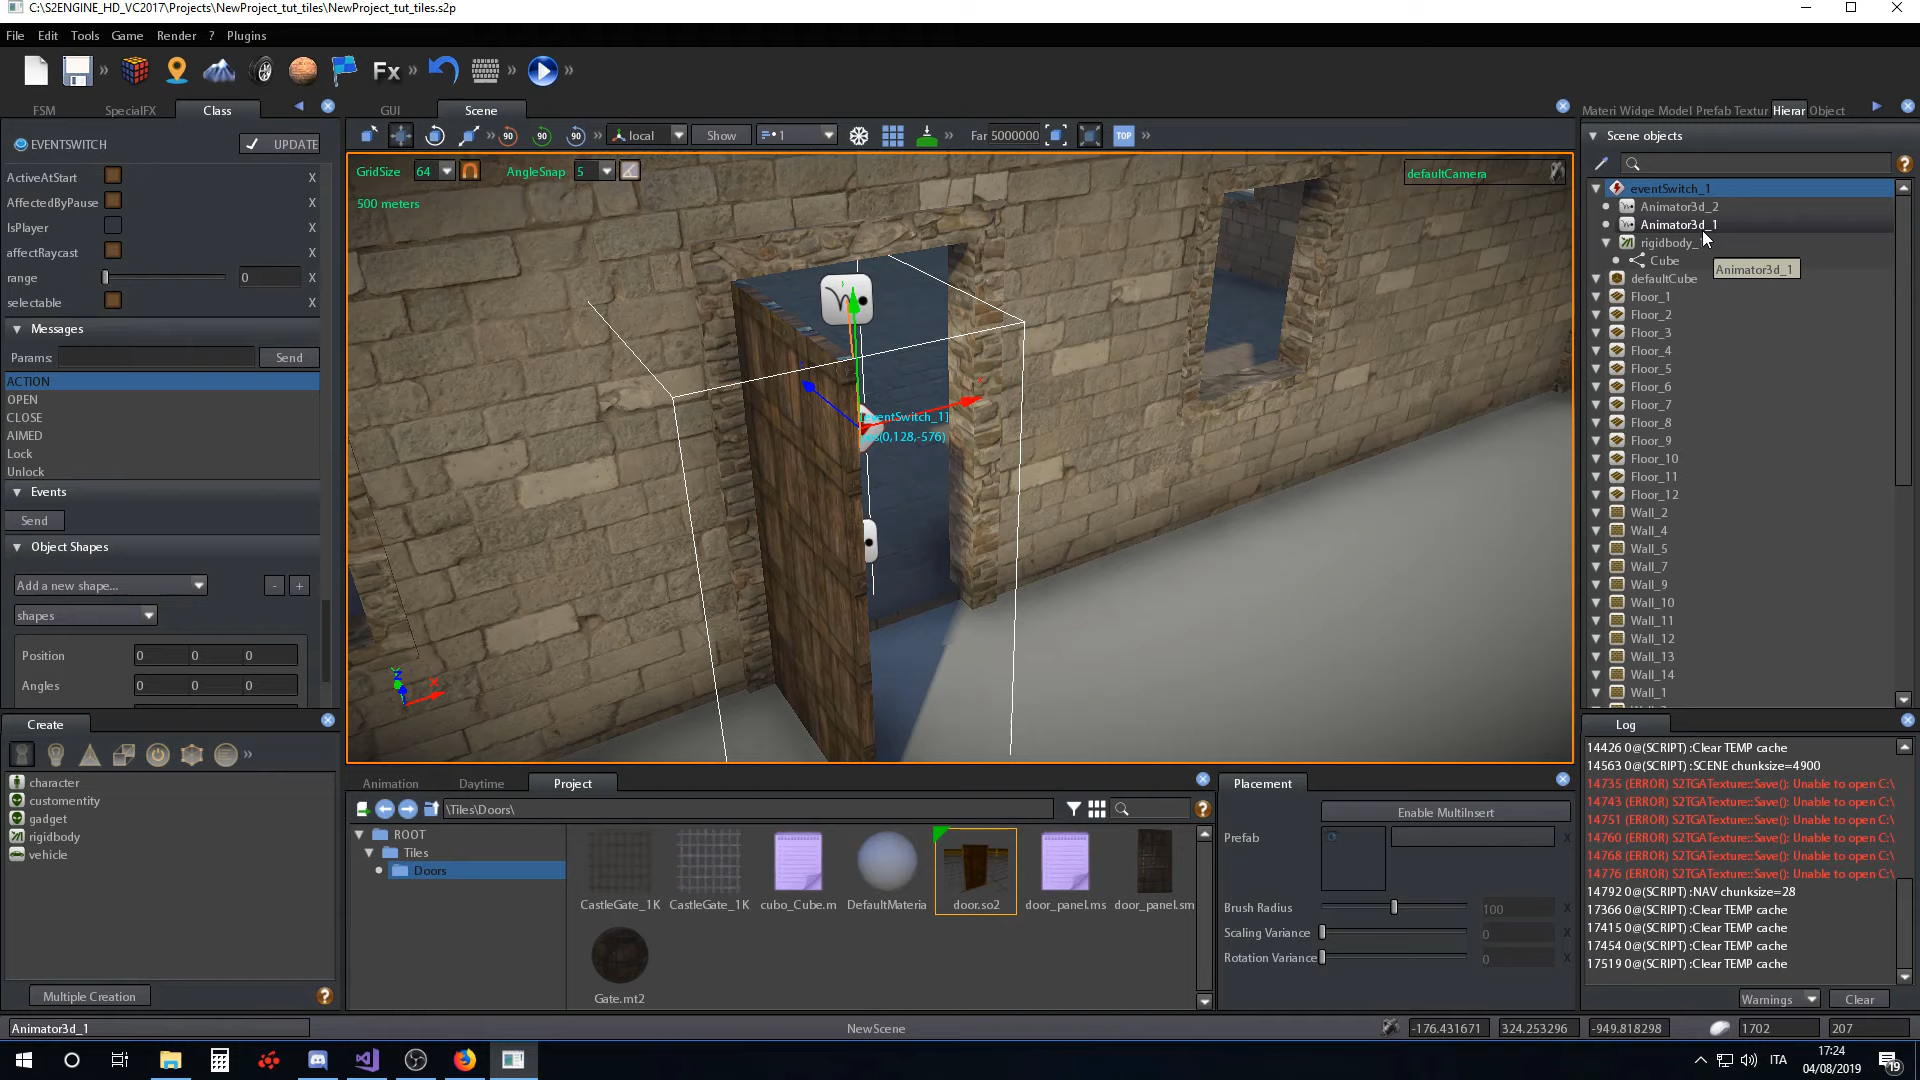 C:\S2ENGINE_HD_VC2017\Projects\NewProject_tut_tiles\NewProject_tut_tiles.s2p
File Edit Tools Game Render ? Plugins
Fx
FSM SpecialFX Class
GUI Scene
Materi Widge Model Prefab Textur Hierar Object
EVENTSWITCH
UPDATE
90 90 90 local Show 1 TOP Far 5000000
Scene objects
ActiveAtStart X
AffectedByPause X
IsPlayer X
affectRaycast X
range 0 X
selectable X
Messages
Params: Send
ACTION
OPEN
CLOSE
AIMED
Lock
Unlock
Events
Send
Object Shapes
Add a new shape... - +
shapes
Position 0 0 0
Angles 0 0 0
GridSize 64 AngleSnap 5
500 meters
defaultCamera
[eventSwitch_1]
pos(0,128,-576)
eventSwitch_1
Animator3d_2
Animator3d_1
rigidbody_
Cube
Animator3d_1
defaultCube
Floor_1
Floor_2
Floor_3
Floor_4
Floor_5
Floor_6
Floor_7
Floor_8
Floor_9
Floor_10
Floor_11
Floor_12
Wall_2
Wall_4
Wall_5
Wall_7
Wall_9
Wall_10
Wall_11
Wall_12
Wall_13
Wall_14
Wall_1
Create
character
customentity
gadget
rigidbody
vehicle
Multiple Creation
Animation Daytime Project
\Tiles\Doors\
ROOT
Tiles
Doors
CastleGate_1K CastleGate_1K cubo_Cube.m DefaultMateria door.so2 door_panel.ms door_panel.sm
Gate.mt2
Placement
Enable MultiInsert
Prefab X
Brush Radius 100 X
Scaling Variance 0 X
Rotation Variance 0 X
Log
14426 0@(SCRIPT) :Clear TEMP cache
14563 0@(SCRIPT) :SCENE chunksize=4900
14735 (ERROR) S2TGATexture::Save(): Unable to open C:\
14743 (ERROR) S2TGATexture::Save(): Unable to open C:\
14751 (ERROR) S2TGATexture::Save(): Unable to open C:\
14760 (ERROR) S2TGATexture::Save(): Unable to open C:\
14768 (ERROR) S2TGATexture::Save(): Unable to open C:\
14776 (ERROR) S2TGATexture::Save(): Unable to open C:\
14792 0@(SCRIPT) :NAV chunksize=28
17366 0@(SCRIPT) :Clear TEMP cache
17415 0@(SCRIPT) :Clear TEMP cache
17454 0@(SCRIPT) :Clear TEMP cache
17519 0@(SCRIPT) :Clear TEMP cache
Warnings Clear
Animator3d_1 NewScene -176.431671 324.253296 -949.818298 1702 207
ITA 17:24
04/08/2019
19